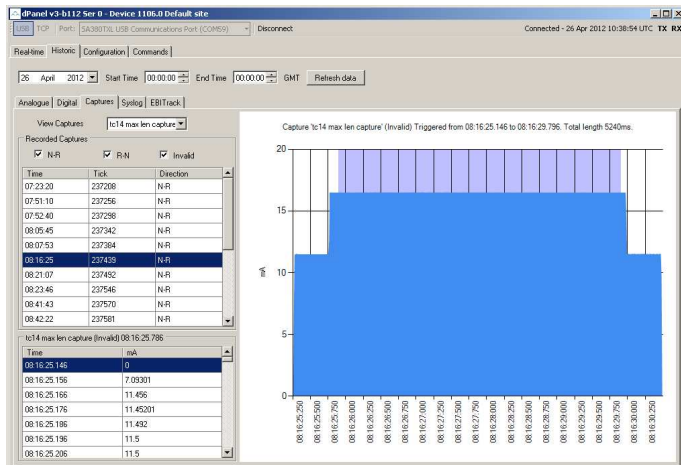 dPanel v3-b112 Ser 0 - Device 1106.0 Default site
USB TCP Port: SA380TXL USB Communications Port (COM59) Disconnect Connected - 26 Apr 2012 10:38:54 UTC TX RX
Real-time Historic Configuration Commands
26 April 2012 Start Time 00:00:00 End Time 00:00:00 GMT Refresh data
Analogue Digital Captures Syslog EBITrack
View Captures tc14 max len capture
Recorded Captures
N-R R-N Invalid
Time Tick Direction
07:23:20 237208 N-R
07:51:10 237256 N-R
07:52:40 237298 N-R
08:05:45 237342 N-R
08:07:53 237384 N-R
08:16:25 237439 N-R
08:21:07 237492 N-R
08:23:46 237546 N-R
08:41:43 237570 N-R
08:42:22 237581 N-R
tc14 max len capture (Invalid) 08:16:25.786
Time mA
08:16:25.146 0
08:16:25.156 7.09301
08:16:25.166 11.456
08:16:25.176 11.45201
08:16:25.186 11.492
08:16:25.196 11.5
08:16:25.206 11.5
Capture 'tc14 max len capture' (Invalid) Triggered from 08:16:25.146 to 08:16:29.796. Total length 5240ms.
20
15
10
5
0
mA
08:16:25.250
08:16:25.500
08:16:25.750
08:16:26.000
08:16:26.250
08:16:26.500
08:16:26.750
08:16:27.000
08:16:27.250
08:16:27.500
08:16:27.750
08:16:28.000
08:16:28.250
08:16:28.500
08:16:28.750
08:16:29.000
08:16:29.250
08:16:29.500
08:16:29.750
08:16:30.000
08:16:30.250